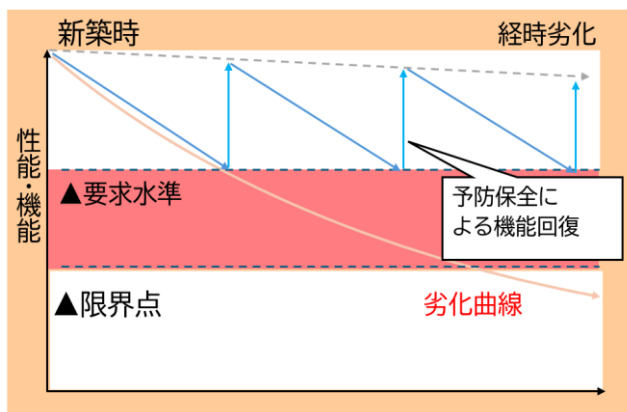 新築時
経時劣化
性能・機能
▲要求水準
予防保全に
よる機能回復
▲限界点
劣化曲線